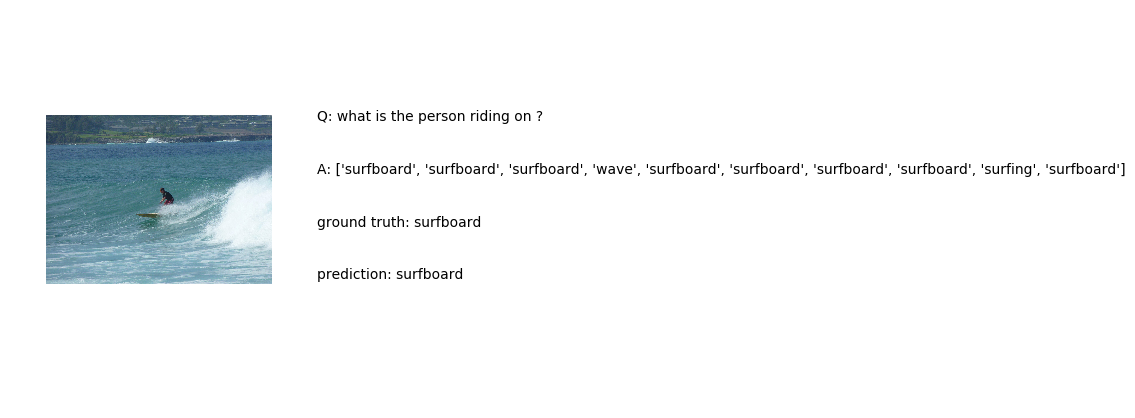 Q: what is the person riding on ?
A: ['surfboard', 'surfboard', 'surfboard', 'wave', 'surfboard', 'surfboard', 'surfboard', 'surfboard', 'surfing', 'surfboard']
ground truth: surfboard
prediction: surfboard